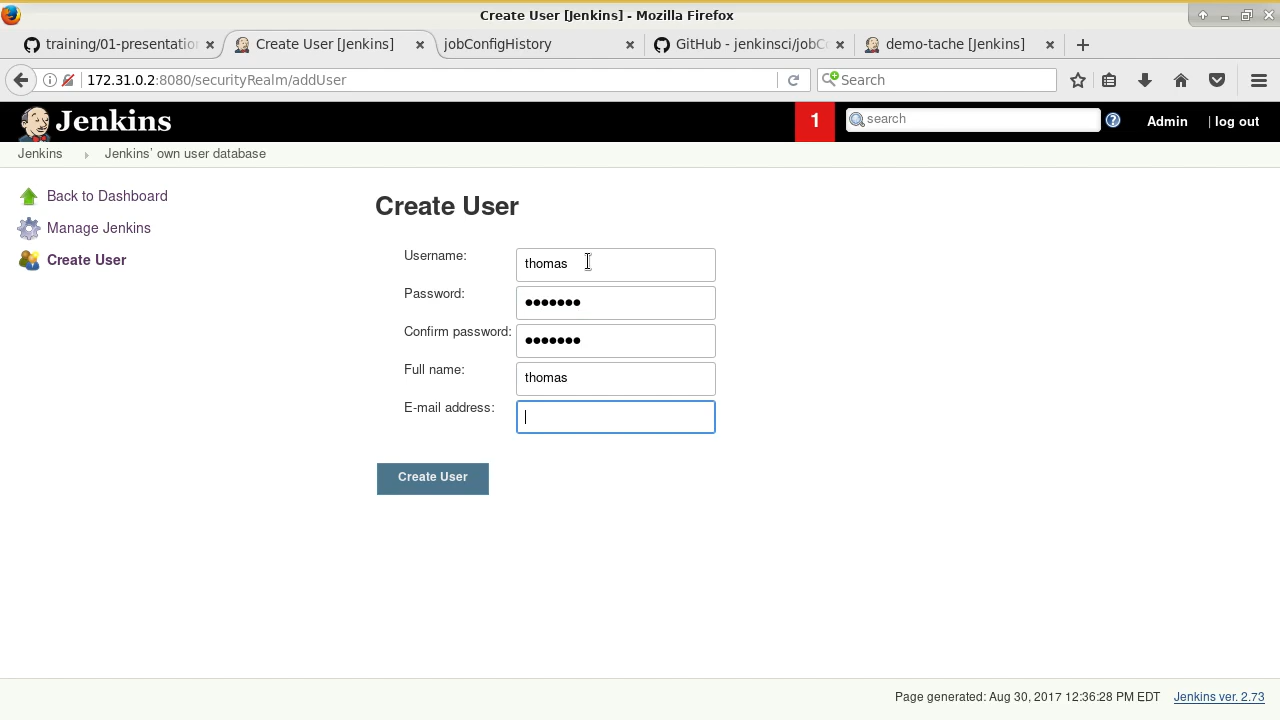 Create User [Jenkins] - Mozilla Firefox
training/01-presentatio
Create User [Jenkins]
jobConfigHistory
GitHub - jenkinsci/jobCo
demo-tache [Jenkins]
172.31.0.2:8080/securityRealm/addUser
Search
Jenkins
1
search
Admin
| log out
Jenkins
Jenkins’ own user database
Back to Dashboard
Manage Jenkins
Create User
Create User
Username:
thomas
Password:
●●●●●●●
Confirm password:
●●●●●●●
Full name:
thomas
E-mail address:
Create User
Page generated: Aug 30, 2017 12:36:28 PM EDT
Jenkins ver. 2.73